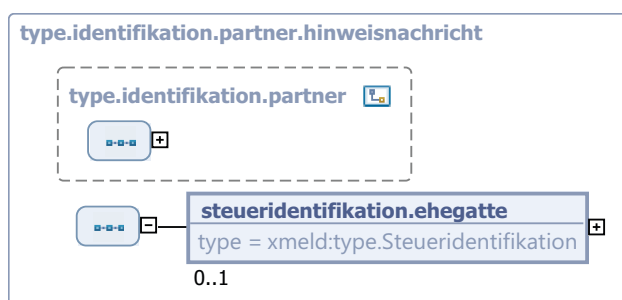 type.identifikation.partner.hinweisnachricht
type.identifikation.partner
steueridentifikation.ehegatte
type = xmeld:type.Steueridentifikation
0..1